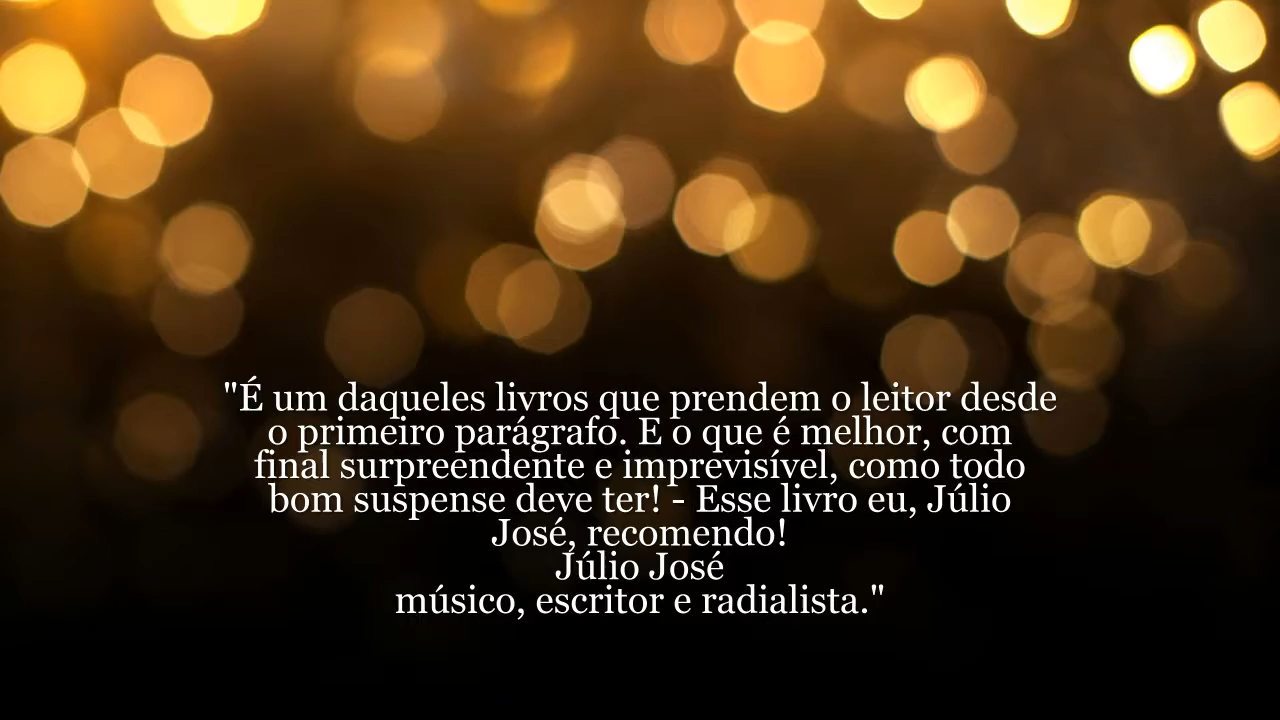 "É um daqueles livros que prendem o leitor desde
o primeiro parágrafo. E o que é melhor, com
final surpreendente e imprevisível, como todo
bom suspense deve ter! - Esse livro eu, Júlio
José, recomendo!
Júlio José
músico, escritor e radialista."